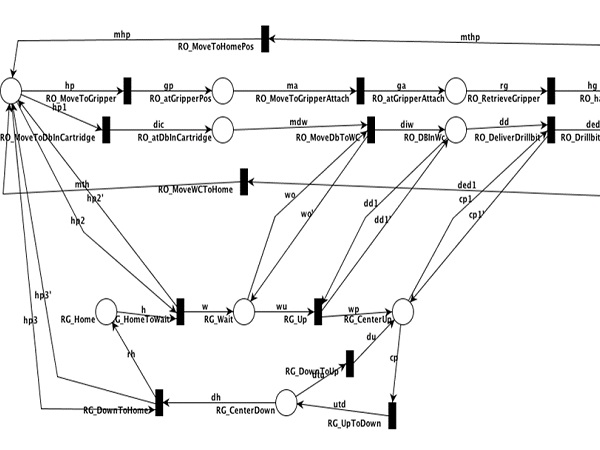 mhp
mthp
RO_MoveToHomePos
hp
gp
ma
ga
rg
hg
RO_MoveToGripper
RO_atGripperPos
RO_MoveToGripperAttach
RO_atGripperAttach
RO_RetrieveGripper
RO_ha
hp1
dic
mdw
diw
dd
ded
RO_MoveToDbInCartridge
RO_atDbInCartridge
RO_MoveDbToWC
RO_DBInWc
RO_DeliverDrillbit
RO_Drillbit
mth
RO_MoveWCToHome
ded1
hp2'
wo
cp1
dd1
hp2
wo'
dd1'
cp1'
hp3'
hp3
h
w
wu
wp
RG_Home
G_HomeToWait
RG_Wait
RG_Up
RG_CenterUp
rh
du
cp
RG_DownToUp
dh
utd
RG_DownToHome
RG_CenterDown
RG_UpToDown